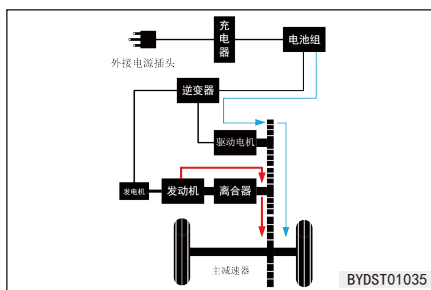 充电器
电池组
外接电源插头
逆变器
驱动电机
发电机
发动机
离合器
主减速器
BYDST01035